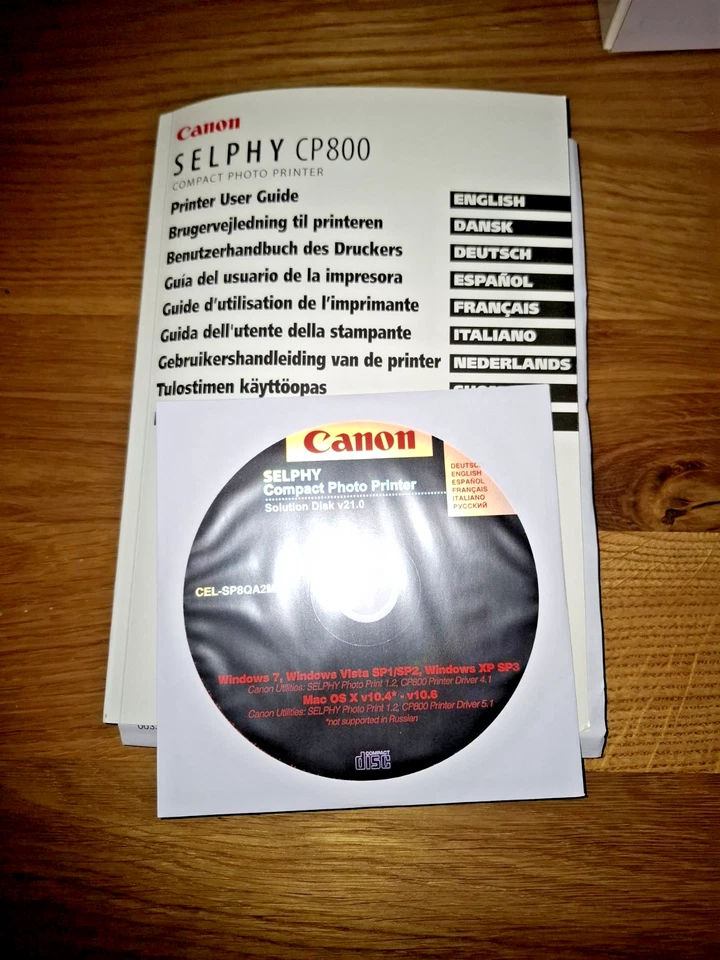 Canon
SELPHY CP800
COMPACT PHOTO PRINTER
Printer User Guide ENGLISH
Brugervejledning til printeren DANSK
Benutzerhandbuch des Druckers DEUTSCH
Guía del usuario de la impresora ESPAÑOL
Guide d'utilisation de l'imprimante FRANÇAIS
Guida dell'utente della stampante ITALIANO
Gebruikershandleiding van de printer NEDERLANDS
Tulostimen käyttöopas
Canon
SELPHY
Compact Photo Printer
Solution Disk v21.0
DEUTSC
ENGLISH
ESPAÑOL
FRANÇAIS
ITALIANO
РУССКИЙ
CEL-SP8QA2
Windows 7, Windows Vista SP1/SP2, Windows XP SP3
Canon Utilities: SELPHY Photo Print 1.2, CP800 Printer Driver 4.1
Mac OS X v10.4* - v10.6
Canon Utilities: SELPHY Photo Print 1.2, CP800 Printer Driver 5.1
*not supported in Russian
COMPACT
disc